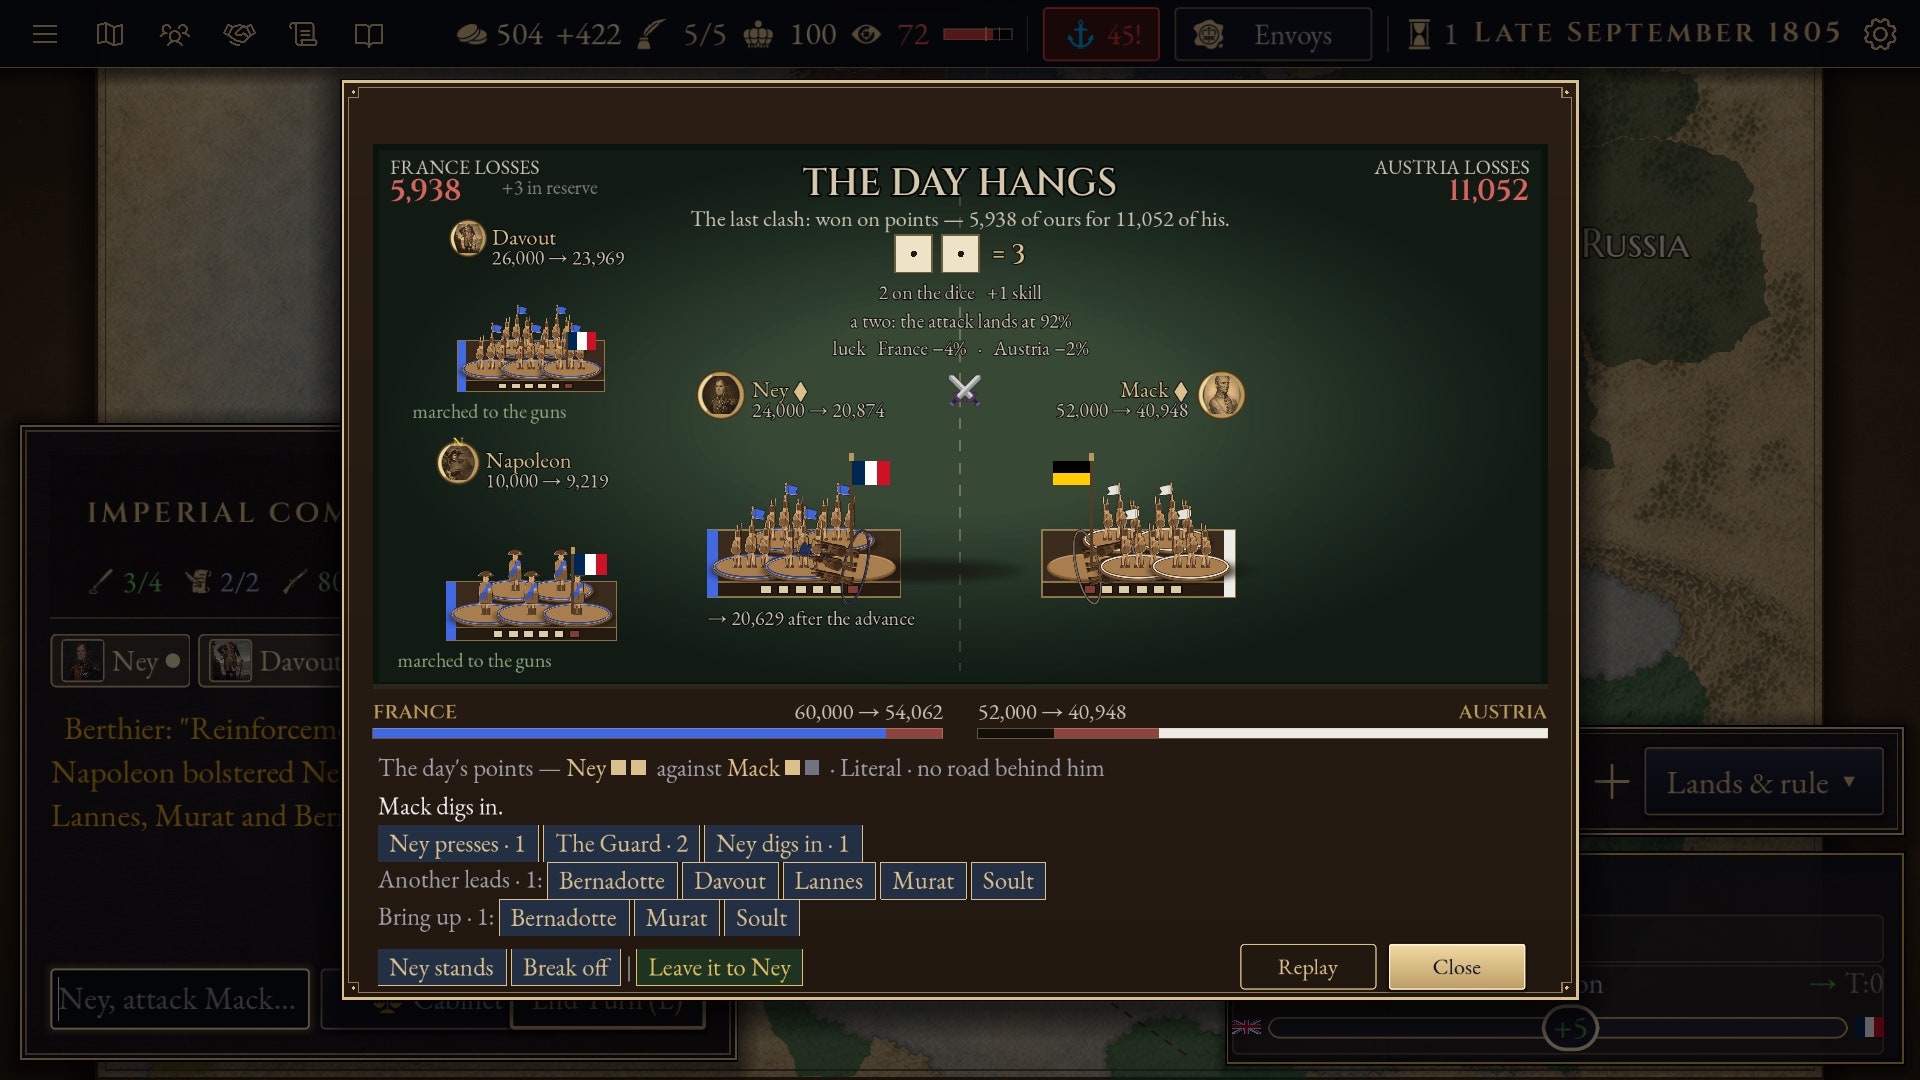 504 +422 5/5 100 72 45! Envoys 1 Late September 1805
Russia
FRANCE LOSSES
5,938 +3 in reserve
THE DAY HANGS
AUSTRIA LOSSES
11,052
The last clash: won on points — 5,938 of ours for 11,052 of his.
= 3
2 on the dice +1 skill
a two: the attack lands at 92%
luck France −4% · Austria −2%
Davout
26,000 → 23,969
marched to the guns
N
Napoleon
10,000 → 9,219
marched to the guns
Ney
24,000 → 20,874
Mack
52,000 → 40,948
→ 20,629 after the advance
FRANCE 60,000 → 54,062 52,000 → 40,948 AUSTRIA
The day's points — Ney against Mack · Literal · no road behind him
Mack digs in.
Ney presses · 1 The Guard · 2 Ney digs in · 1
Another leads · 1: Bernadotte Davout Lannes Murat Soult
Bring up · 1: Bernadotte Murat Soult
Ney stands Break off | Leave it to Ney
Replay Close
IMPERIAL COM
3/4 2/2 80
Ney Davout
Berthier: "Reinforceme
Napoleon bolstered Ne
Lannes, Murat and Ber
Ney, attack Mack...
Cabinet End Turn (E)
+ Lands & rule ▼
on → T:0
+5